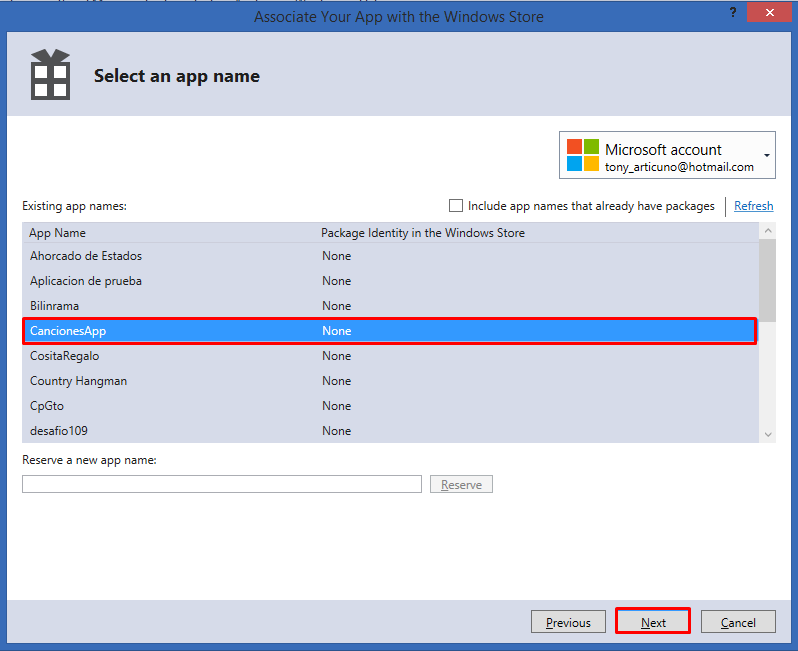 Associate Your App with the Windows Store
?
Select an app name
Microsoft account
tony_articuno@hotmail.com
Existing app names:
Include app names that already have packages
Refresh
App Name Package Identity in the Windows Store
Ahorcado de Estados None
Aplicacion de prueba None
Bilinrama None
CancionesApp None
CositaRegalo None
Country Hangman None
CpGto None
desafio109 None
Reserve a new app name:
Reserve
Previous Next Cancel